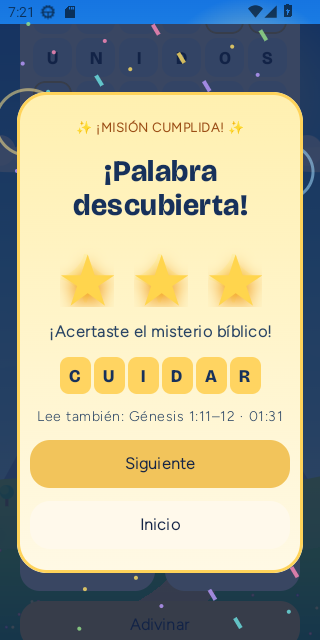 7:21
U N I D O S
✨ ¡MISIÓN CUMPLIDA! ✨
¡Palabra
descubierta!
¡Acertaste el misterio bíblico!
C U I D A R
Lee también: Génesis 1:11–12 · 01:31
Siguiente
Inicio
Adivinar